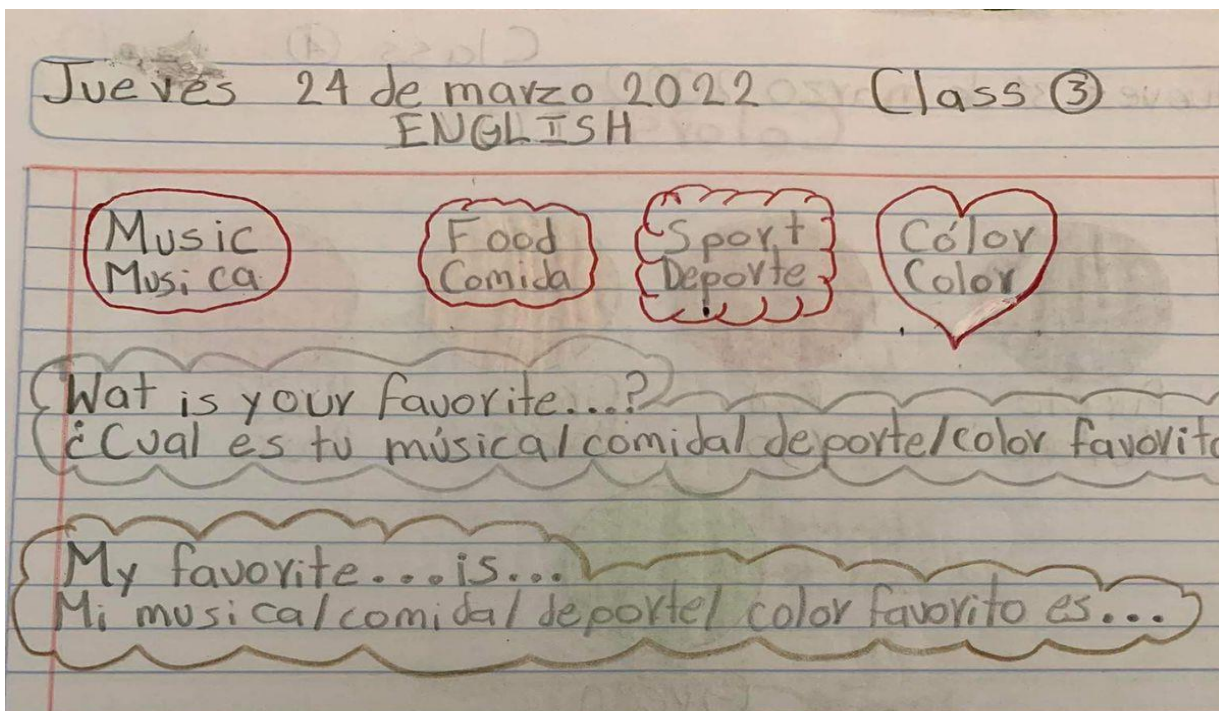 Jueves 24 de marzo 2022 Class ③
ENGLISH
Music Food Sport Cólor
Musica Comida Deporte Color
Wat is your favorite...?
¿Cual es tu música/comida/deporte/color favorito
My favorite...is...
Mi musica/comida/deporte/color favorito es...